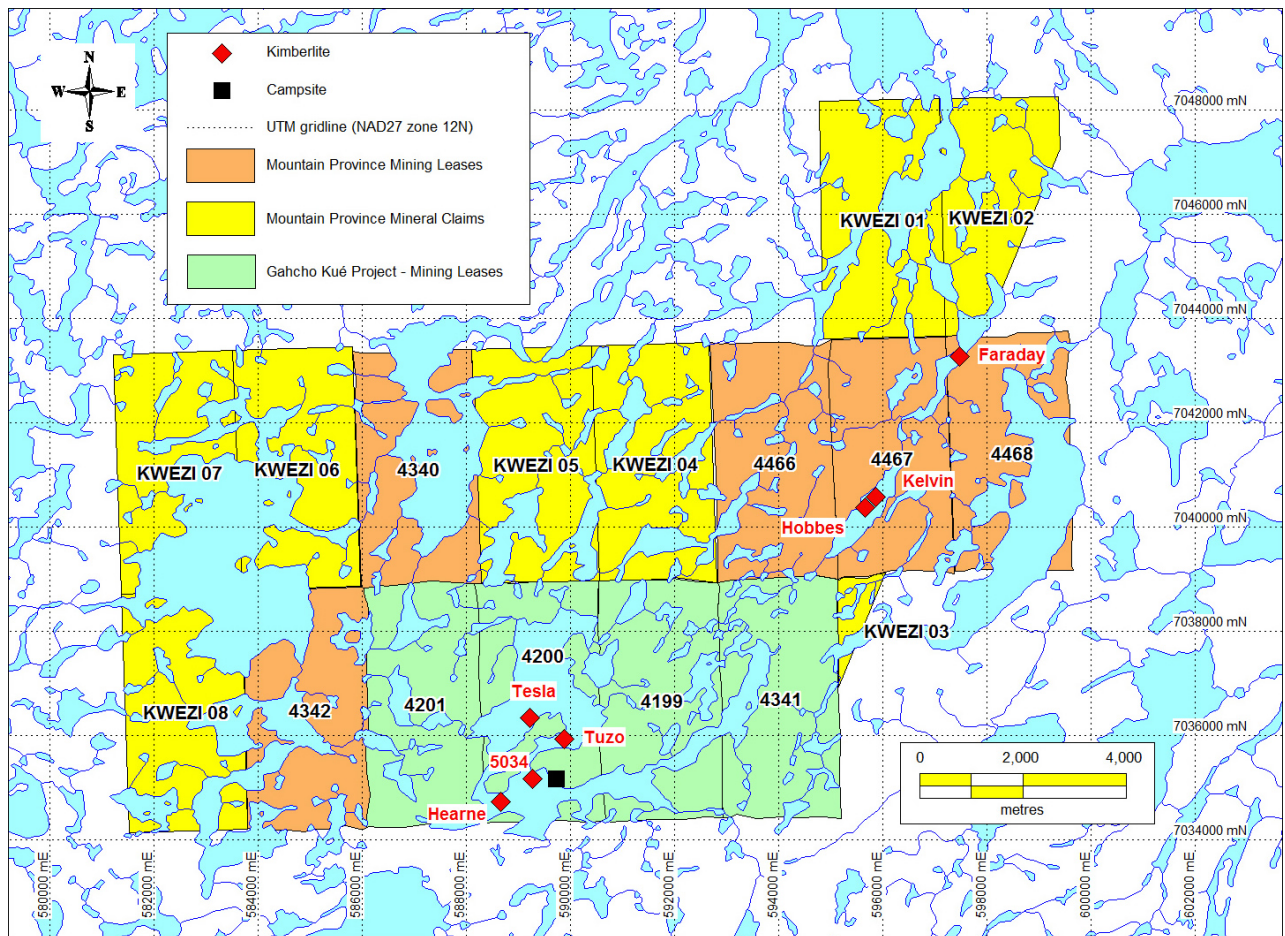 N
W E
S
Kimberlite
Campsite
UTM gridline (NAD27 zone 12N)
Mountain Province Mining Leases
Mountain Province Mineral Claims
Gahcho Kué Project - Mining Leases
7048000 mN
KWEZI 01
KWEZI 02
7046000 mN
7044000 mN
Faraday
7042000 mN
KWEZI 07
KWEZI 06
4340
KWEZI 05
KWEZI 04
4466
4467
4468
Kelvin
Hobbes
7040000 mN
7038000 mN
KWEZI 03
4200
KWEZI 08
4342
4201
Tesla
4199
4341
7036000 mN
Tuzo
5034
Hearne
0 2,000 4,000
metres
7034000 mN
580000 mE
582000 mE
584000 mE
586000 mE
588000 mE
590000 mE
592000 mE
594000 mE
596000 mE
598000 mE
600000 mE
602000 mE